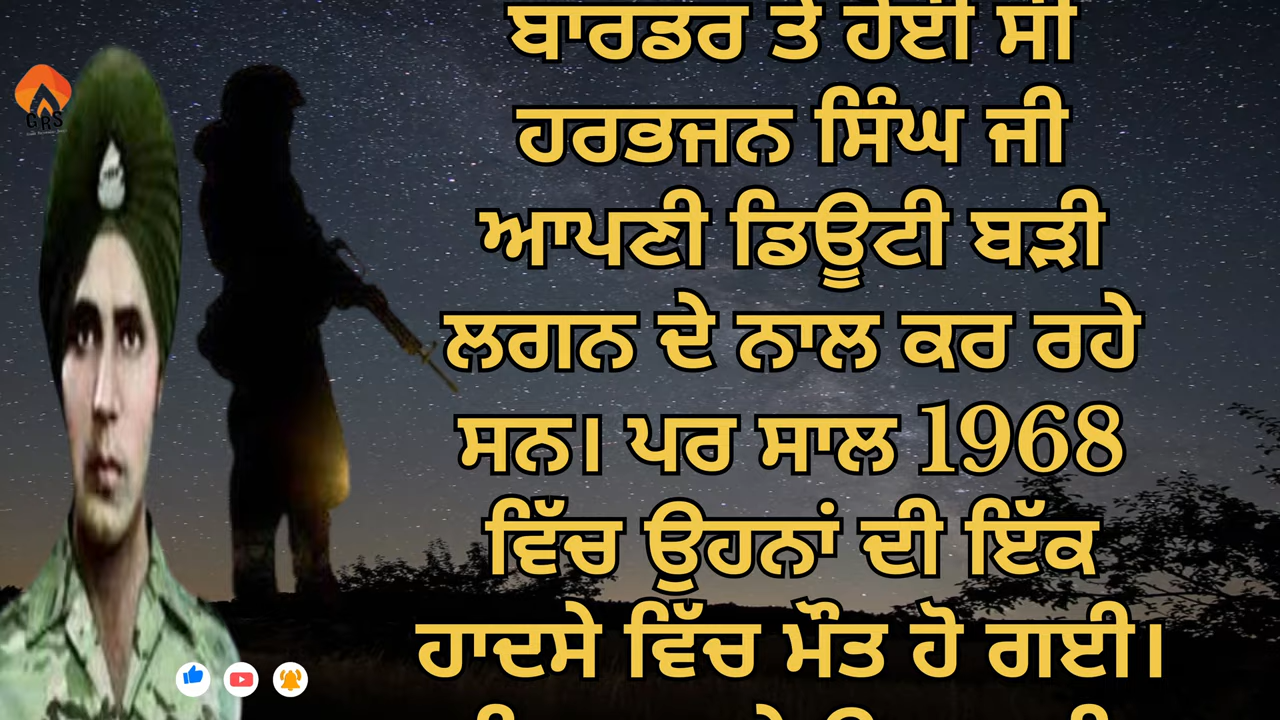 ਬਾਰਡਰ ਤੇ ਹੋਈ ਸੀ
ਹਰਭਜਨ ਸਿੰਘ ਜੀ
ਆਪਣੀ ਡਿਊਟੀ ਬੜੀ
ਲਗਨ ਦੇ ਨਾਲ ਕਰ ਰਹੇ
ਸਨ। ਪਰ ਸਾਲ 1968
ਵਿੱਚ ਉਹਨਾਂ ਦੀ ਇੱਕ
ਹਾਦਸੇ ਵਿੱਚ ਮੌਤ ਹੋ ਗਈ।
GRS